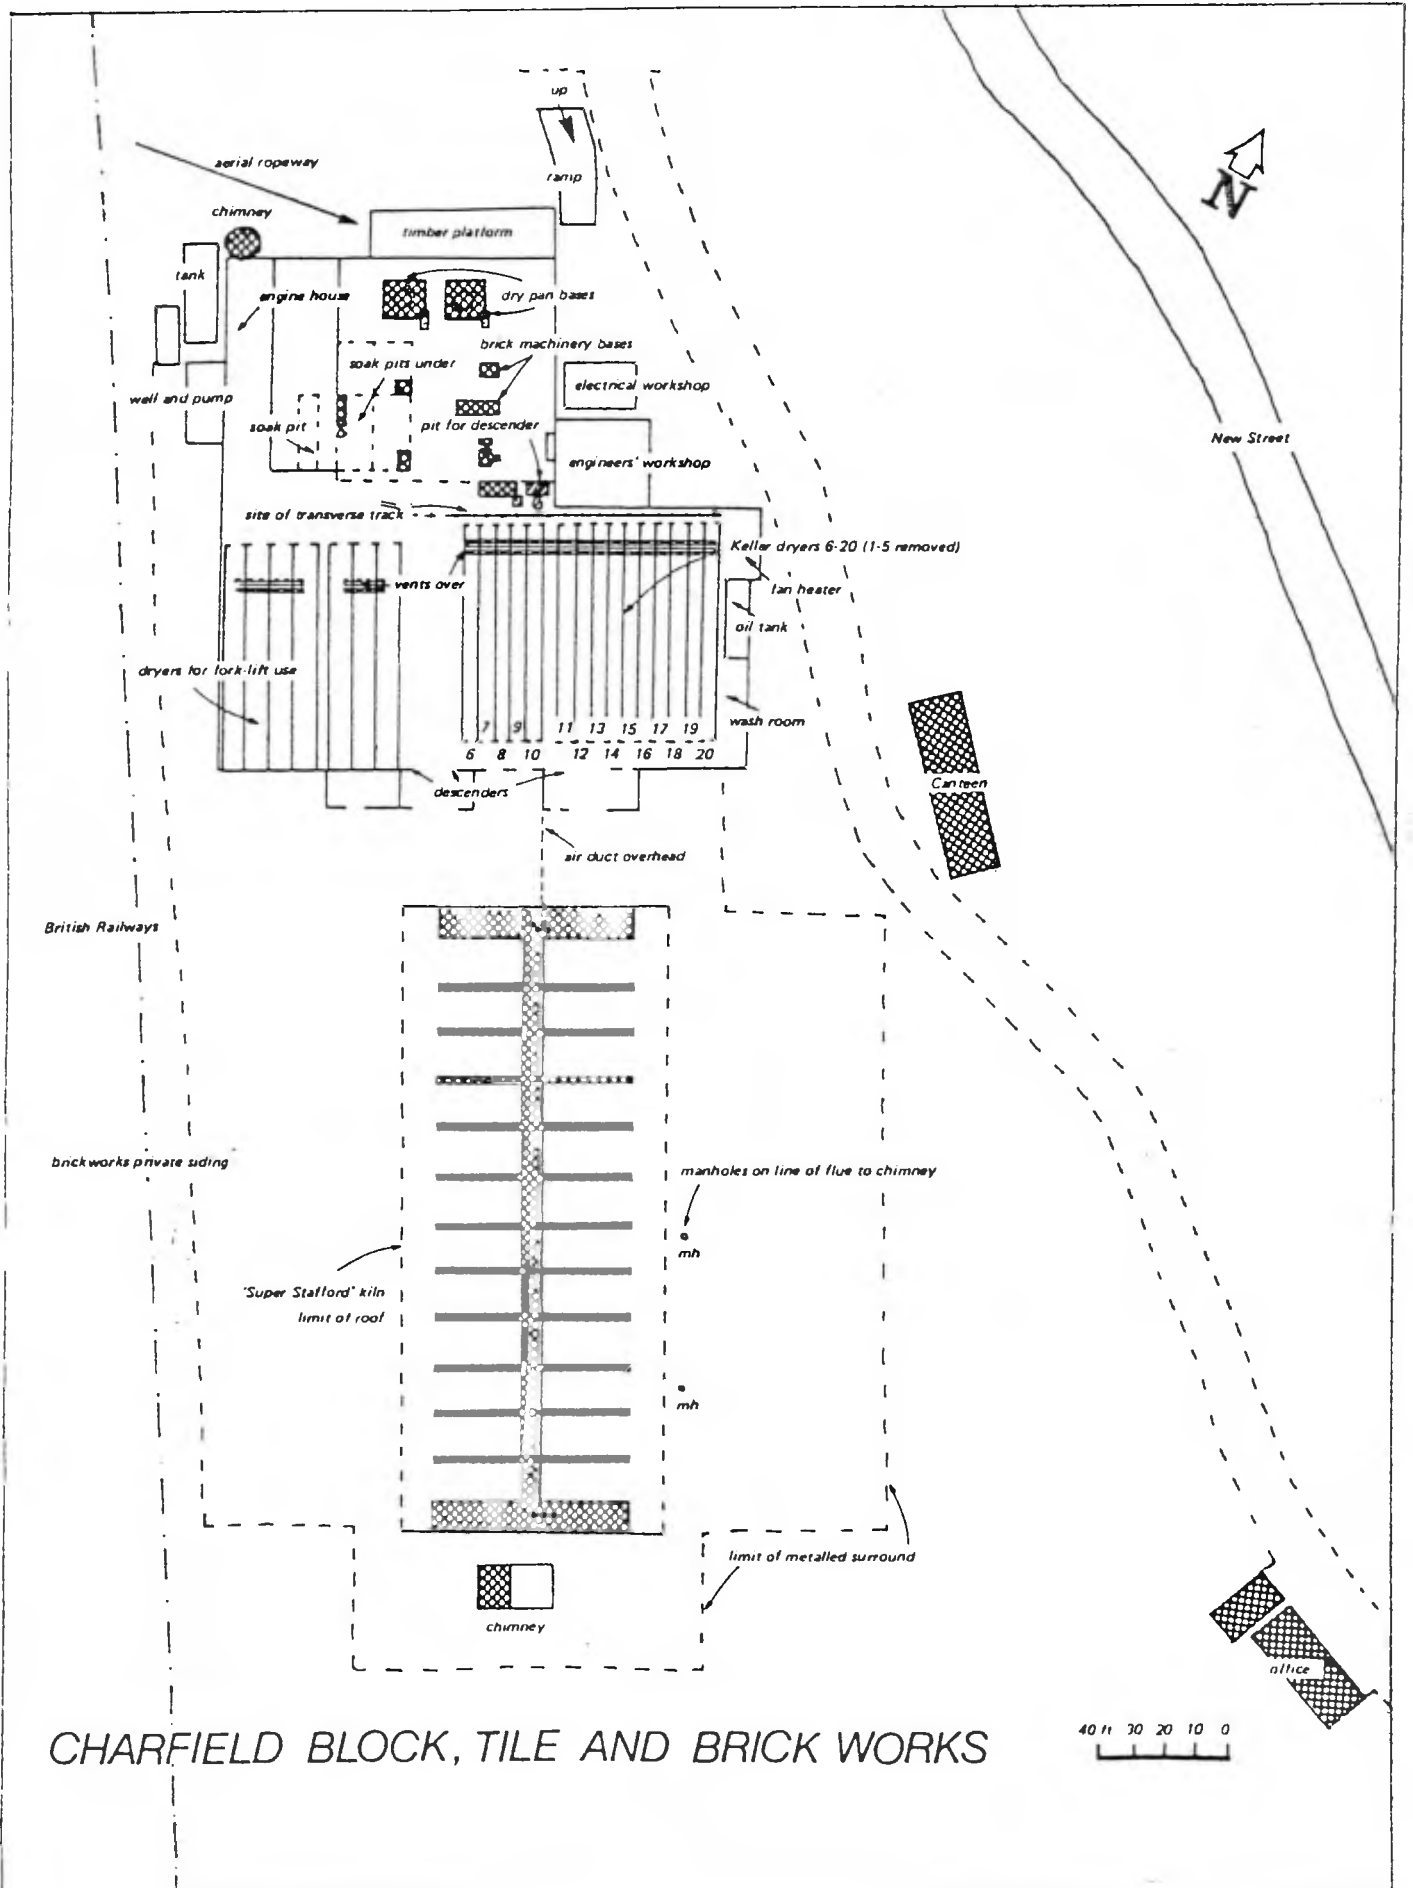 up
aerial ropeway
ramp
N
chimney
timber platform
tank
engine house
dry pan bases
brick machinery bases
soak pits under
electrical workshop
well and pump
soak pit
pit for descender
New Street
engineers' workshop
site of transverse track
Keller dryers 6-20 (1-5 removed)
vents over
fan heater
oil tank
dryers for fork-lift use
wash room
7 9 11 13 15 17 19
6 8 10 12 14 16 18 20
descenders
Canteen
air duct overhead
British Railways
brickworks private siding
manholes on line of flue to chimney
mh
'Super Stafford' kiln
limit of roof
mh
limit of metalled surround
chimney
office
CHARFIELD BLOCK, TILE AND BRICK WORKS
40 ft 30 20 10 0